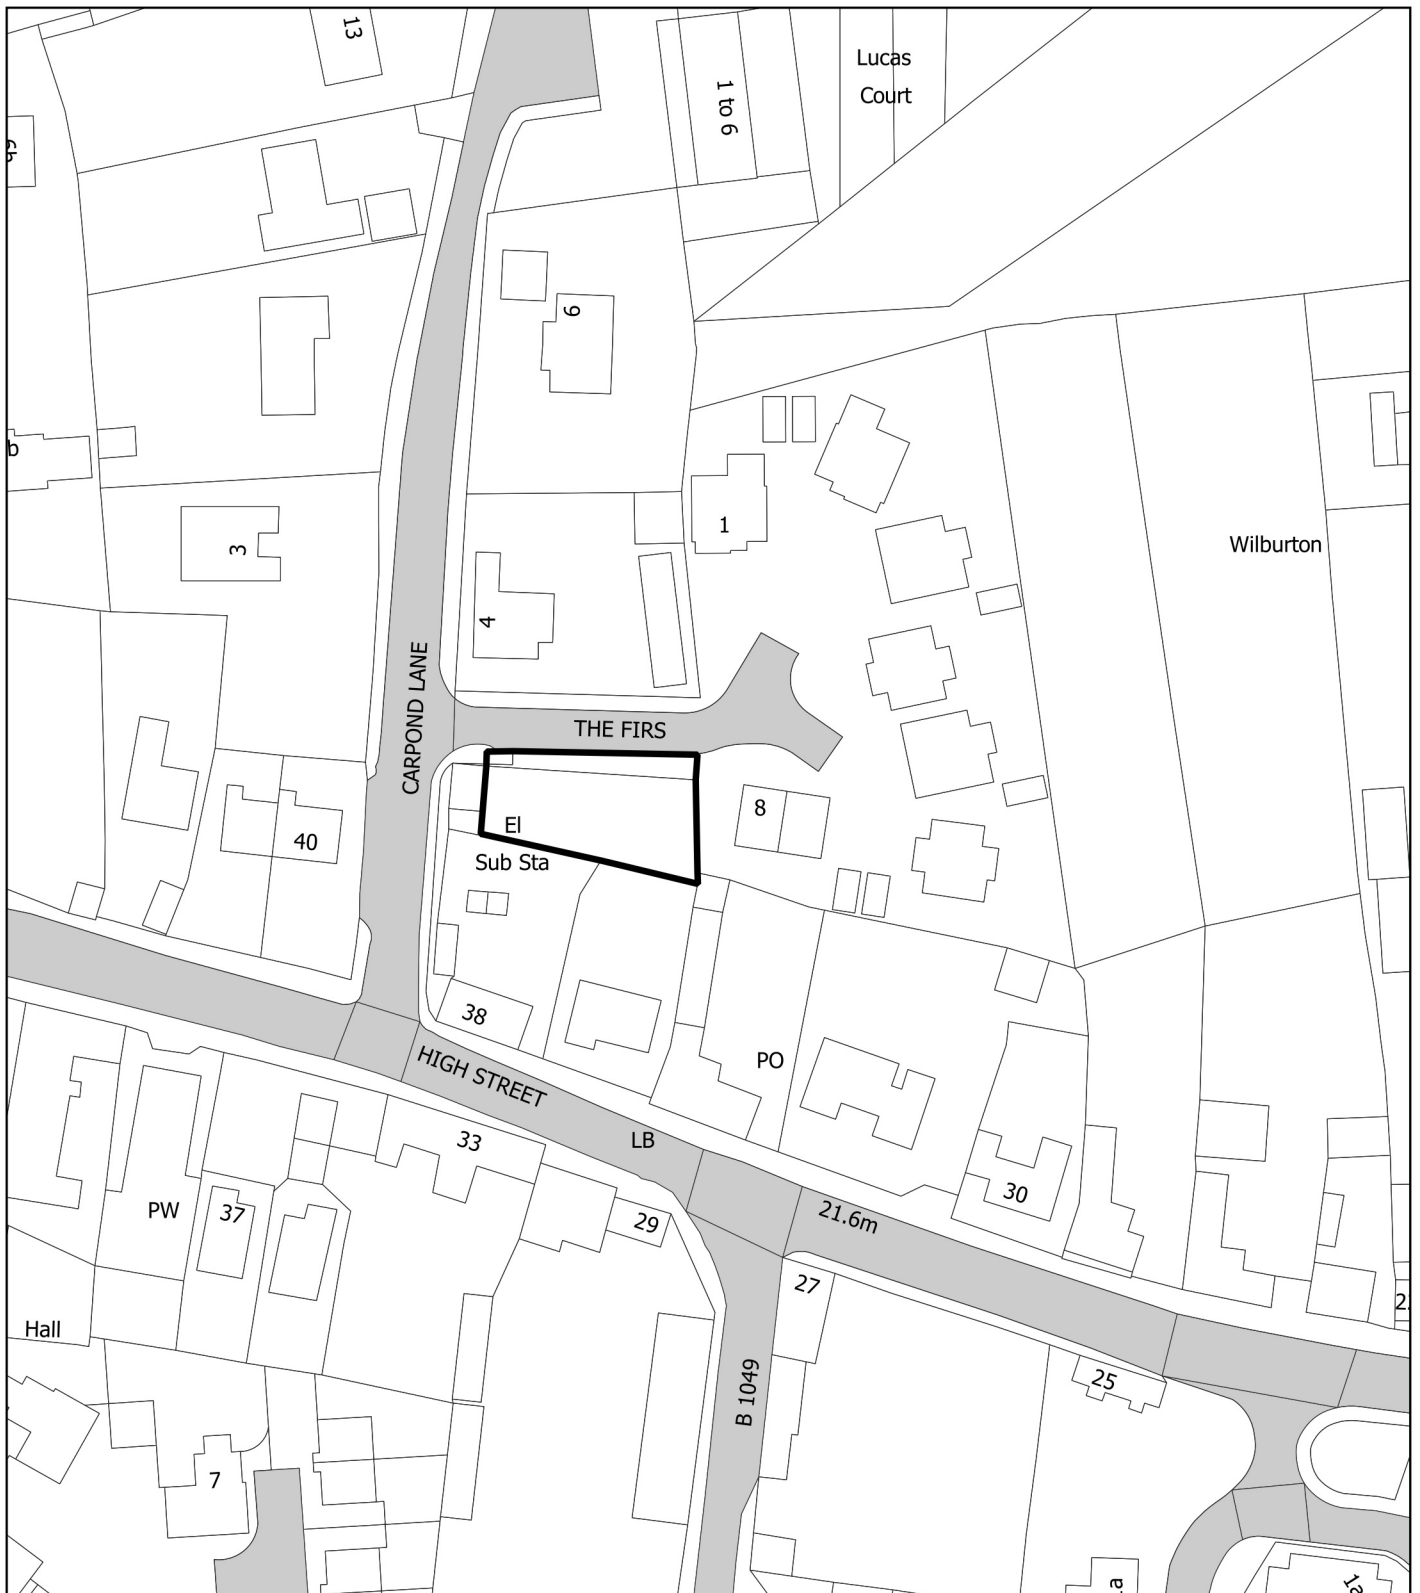 13
Lucas
Court
1 to 6
6b
6
b
1
3
Wilburton
4
CARPOND LANE
THE FIRS
8
El
Sub Sta
40
38
PO
HIGH STREET
33
LB
PW
37
29
30
21.6m
27
Hall
B 1049
25
7